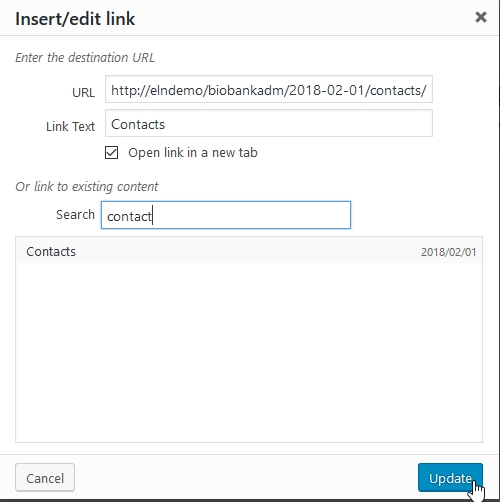 Insert/edit link
Enter the destination URL
URL http://elndemo/biobankadm/2018-02-01/contacts/
Link Text Contacts
Open link in a new tab
Or link to existing content
Search contact
Contacts 2018/02/01
Cancel Update